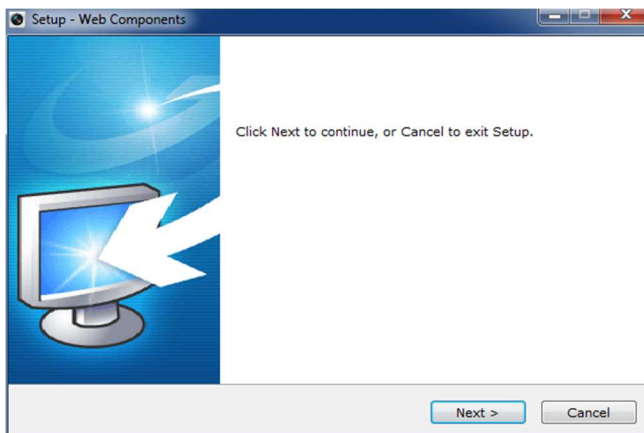 Setup - Web Components
Click Next to continue, or Cancel to exit Setup.
Next >
Cancel